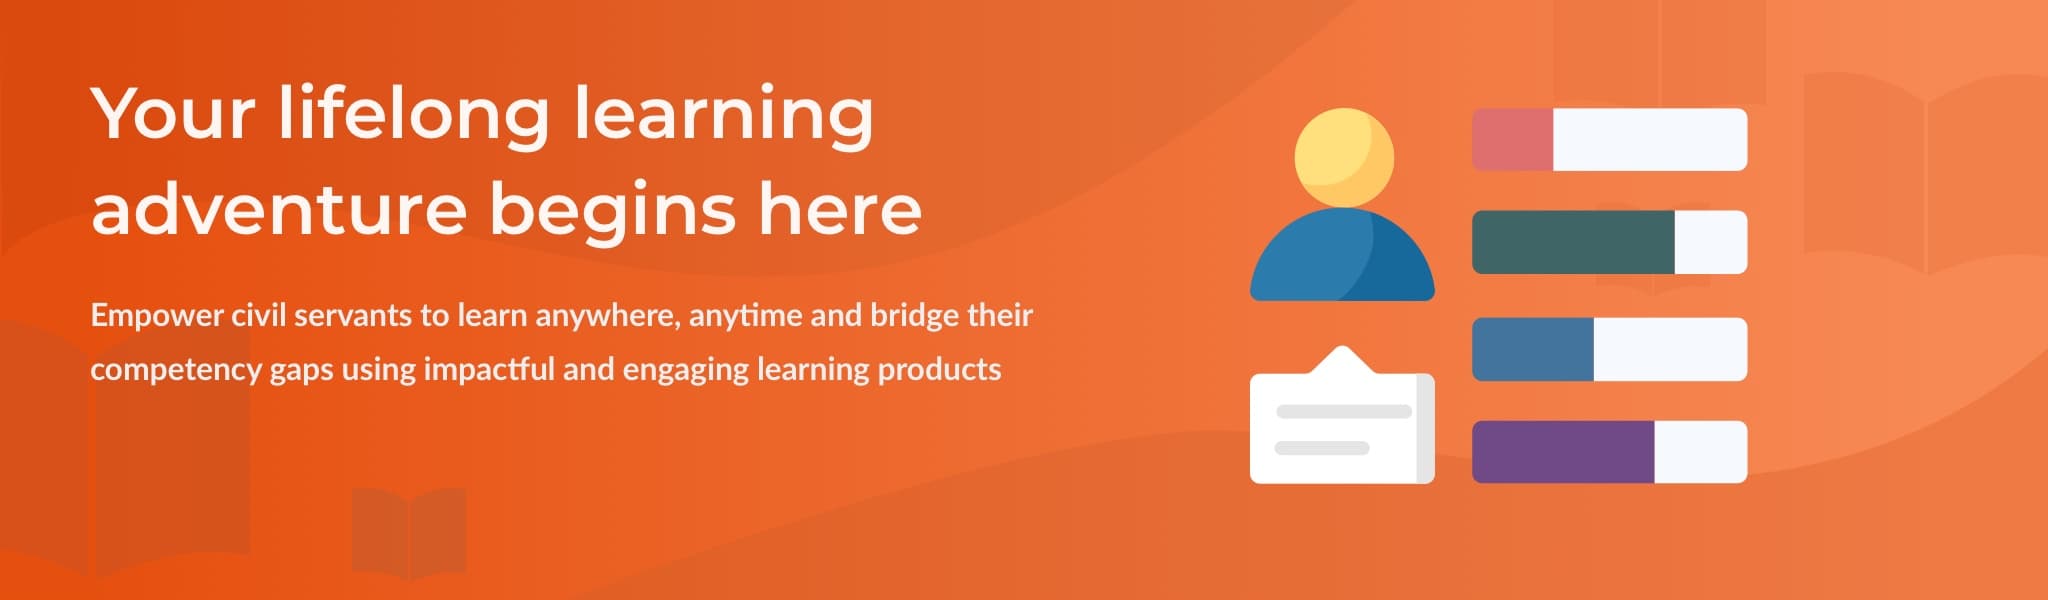 Your lifelong learning
adventure begins here
Empower civil servants to learn anywhere, anytime and bridge their
competency gaps using impactful and engaging learning products